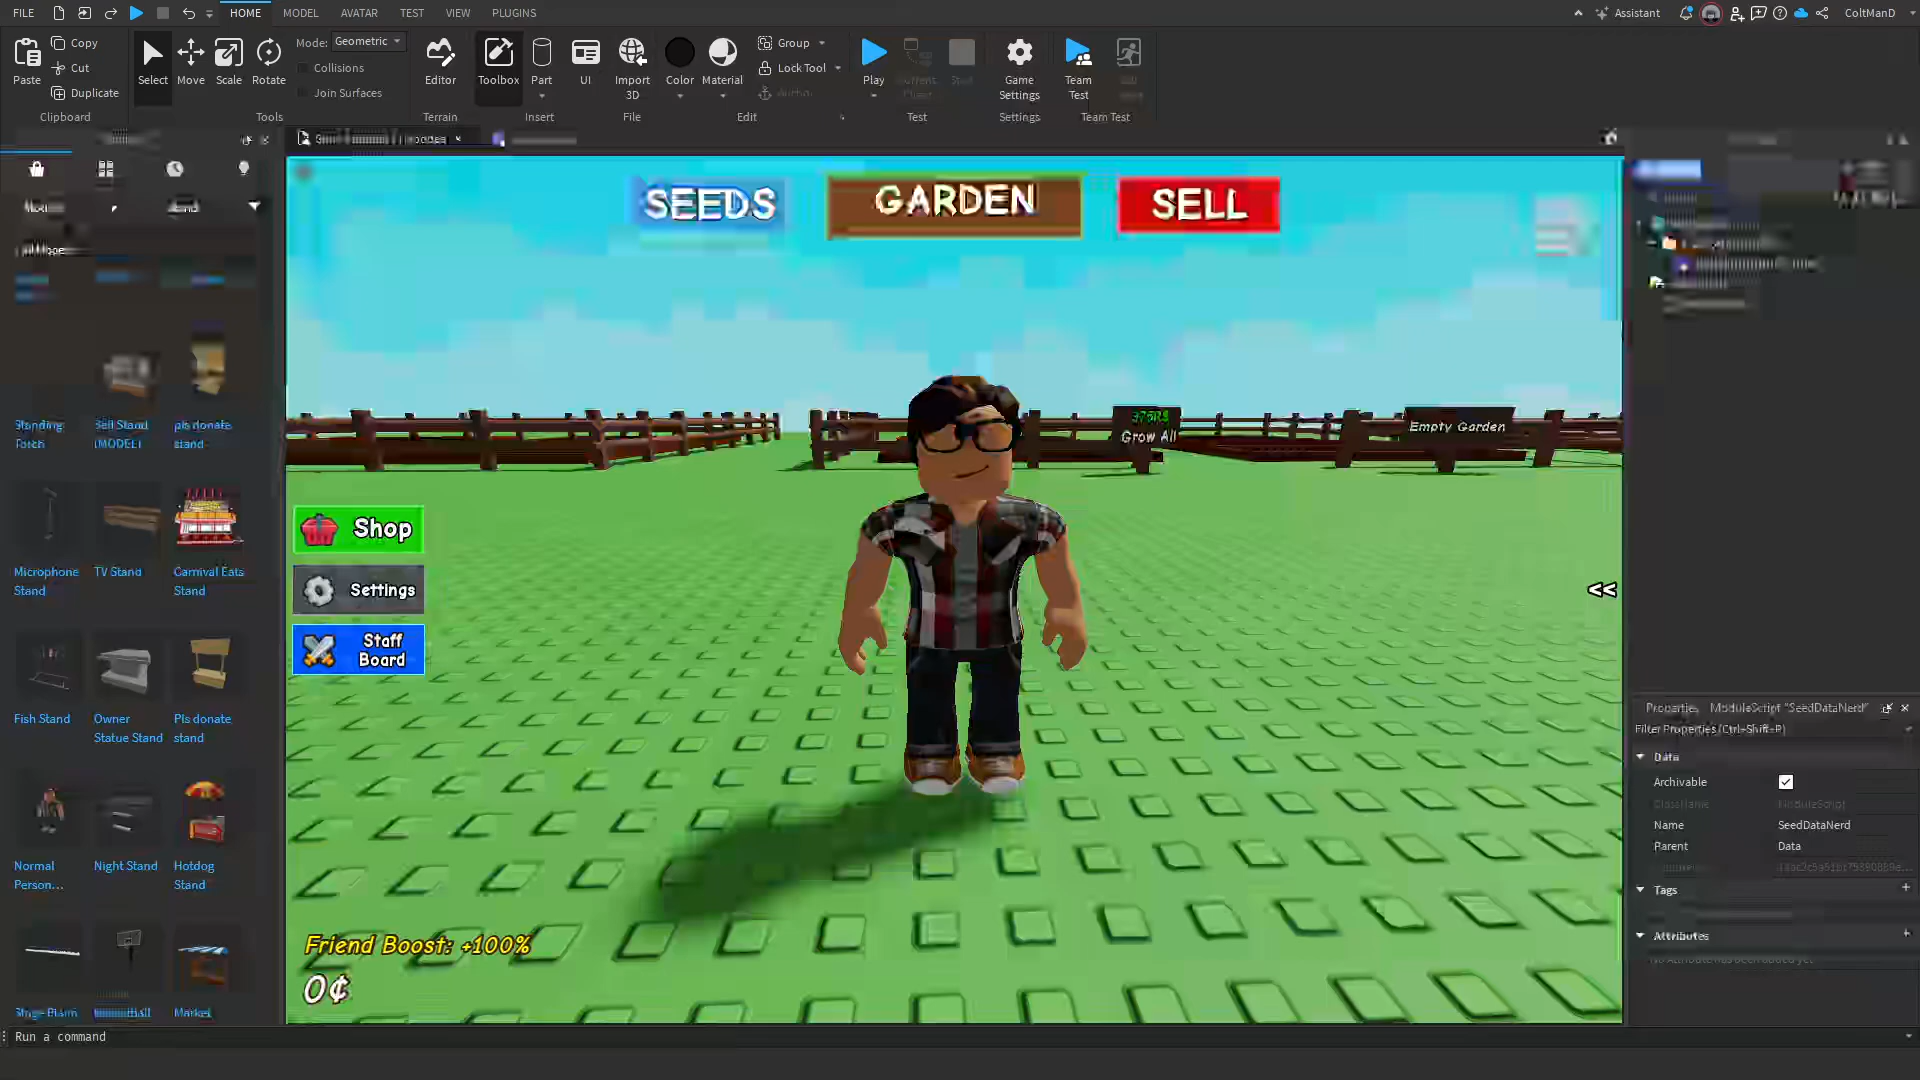 FILE HOME MODEL AVATAR TEST VIEW PLUGINS Assistant ColtManD
Copy Mode: Geometric Group
Cut Collisions Lock Tool
Paste Select Move Scale Rotate Editor Toolbox Part UI Import 3D Color Material Play Game Settings Team Test
Duplicate Join Surfaces
Clipboard Tools Terrain Insert File Edit Test Settings Team Test
SEEDS GARDEN SELL
Grow All
Empty Garden
Standing Torch
Sell Stand (MODEL)
pls donate stand
Microphone Stand
TV Stand
Carnival Eats Stand
Fish Stand
Owner Statue Stand
Pls donate stand
Normal Person...
Night Stand
Hotdog Stand
Market
Shop
Settings
Staff Board
<<
Friend Boost: +100%
0¢
Properties ModuleScript "SeedDataNerd"
Filter Properties (Ctrl+Shift+P)
Data
Archivable
ClassName ModuleScript
Name SeedDataNerd
Parent Data
Tags
Attributes
Run a command